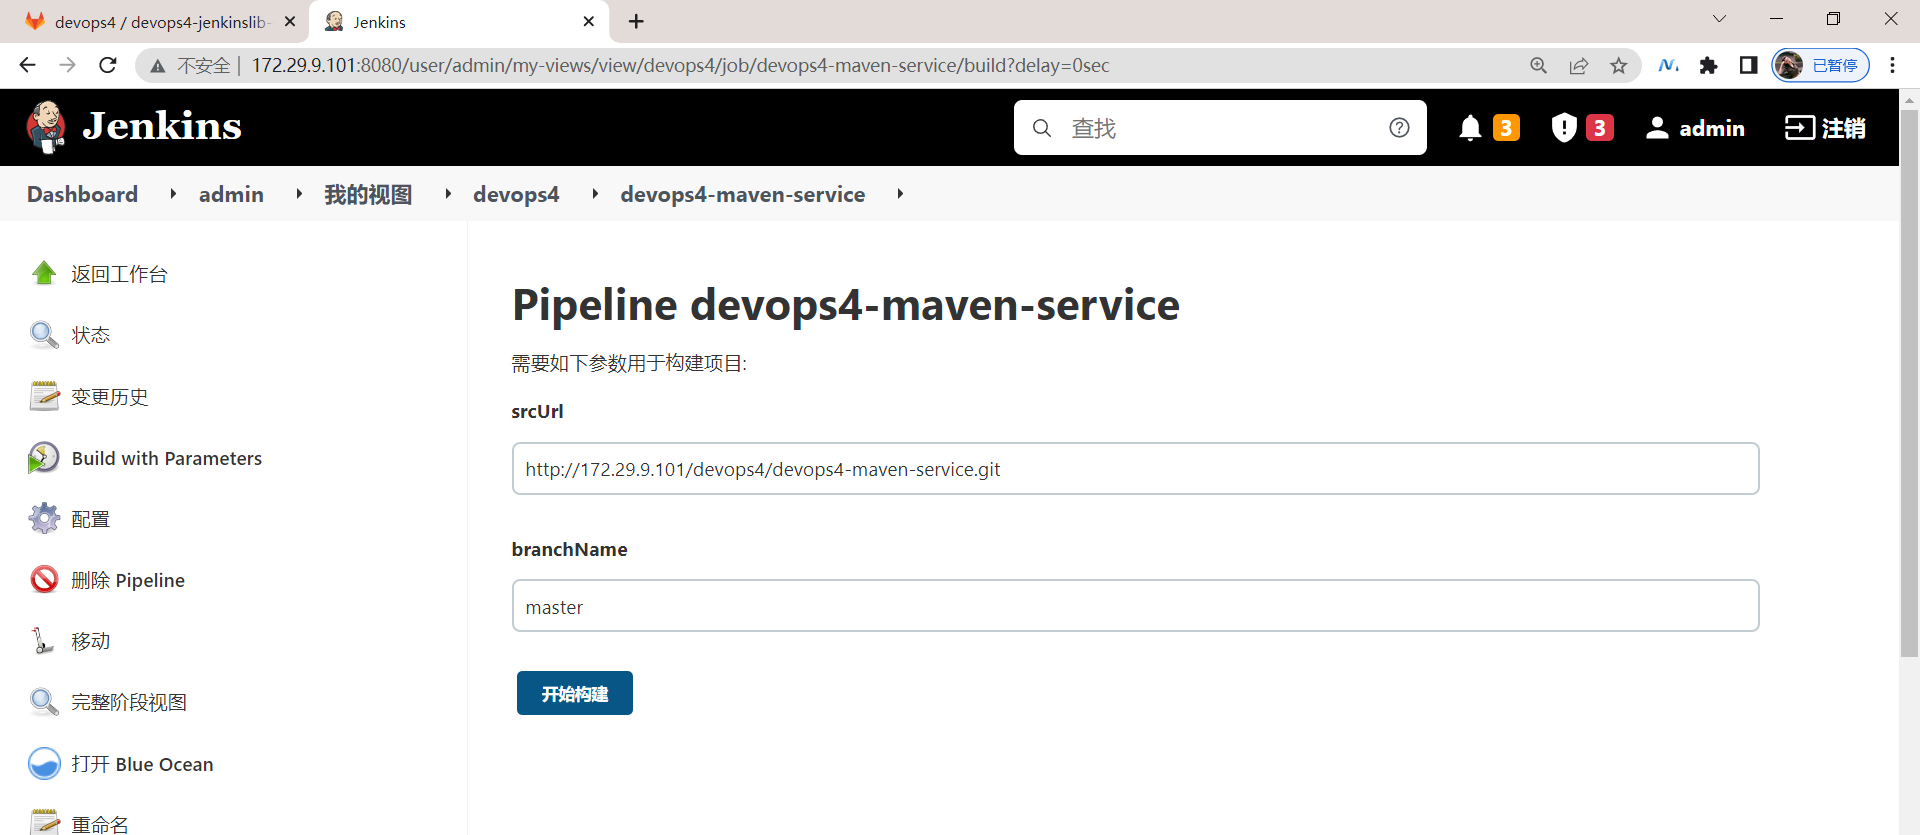 devops4 / devops4-jenkinslib-
Jenkins
不安全 | 172.29.9.101:8080/user/admin/my-views/view/devops4/job/devops4-maven-service/build?delay=0sec
已暂停
Jenkins
查找
3
3
admin
注销
Dashboard
admin
我的视图
devops4
devops4-maven-service
返回工作台
状态
变更历史
Build with Parameters
配置
删除 Pipeline
移动
完整阶段视图
打开 Blue Ocean
重命名
Pipeline devops4-maven-service
需要如下参数用于构建项目:
srcUrl
http://172.29.9.101/devops4/devops4-maven-service.git
branchName
master
开始构建